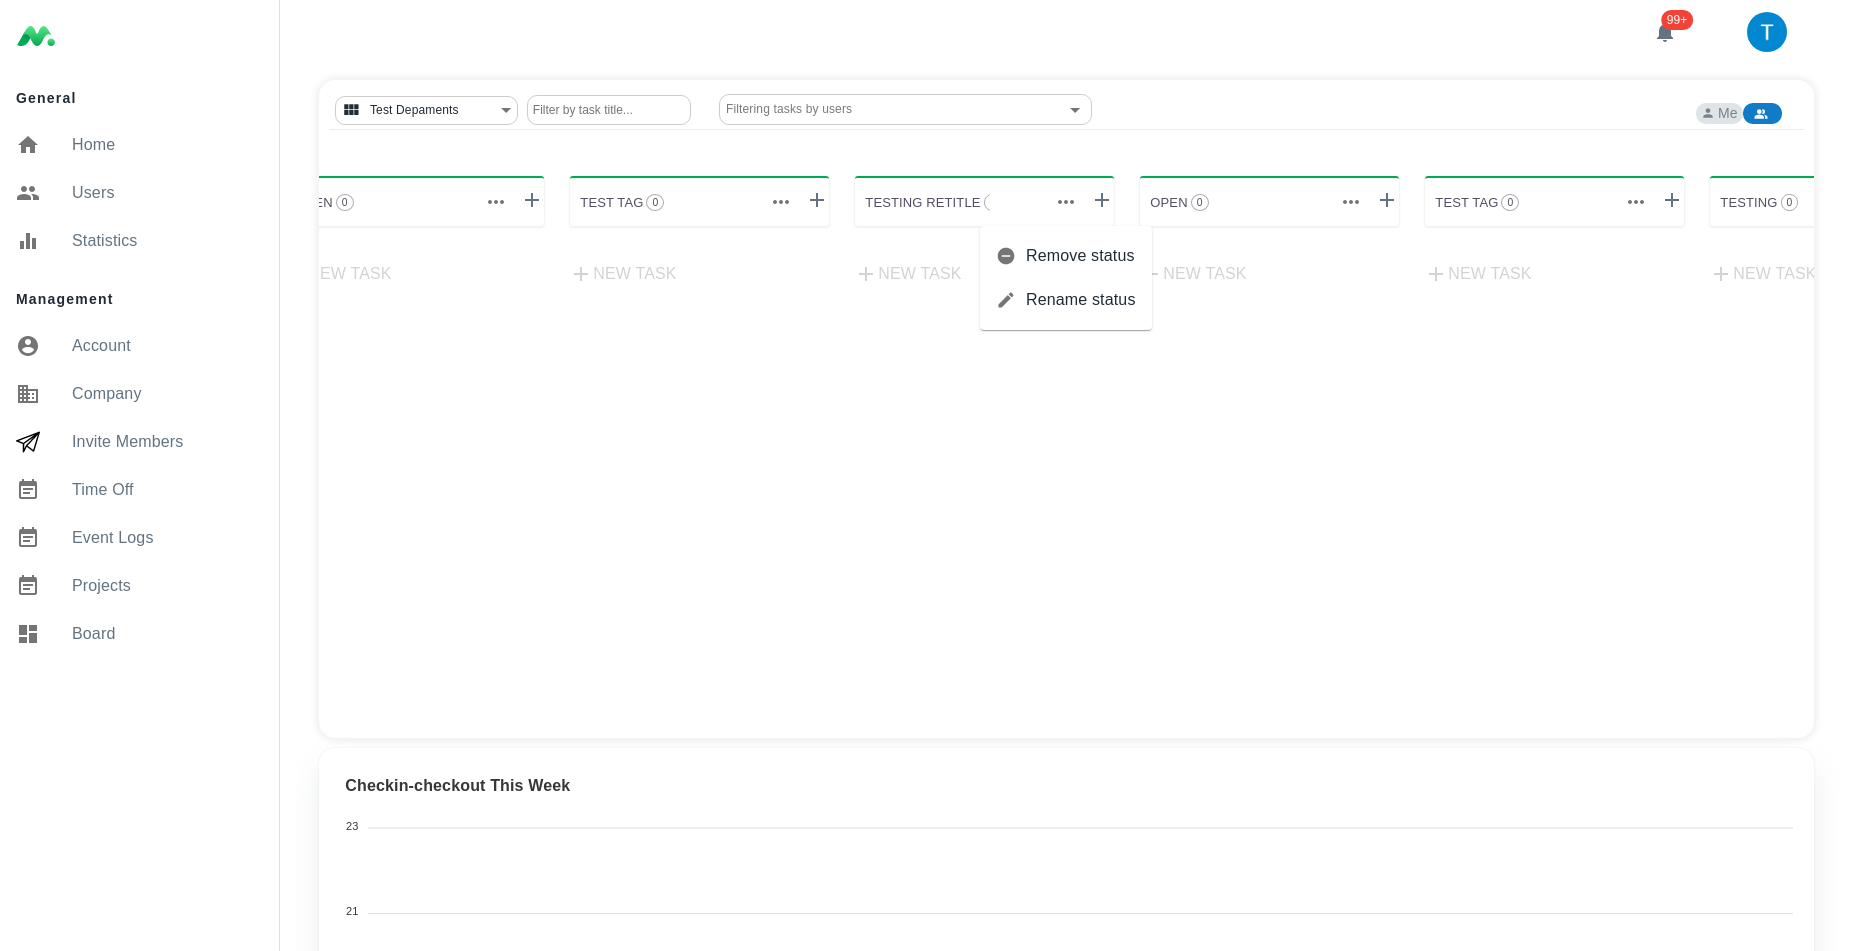 General
Home
Users
Statistics
Management
Account
Company
Invite Members
Time Off
Event Logs
Projects
Board
99+
T
Test Depaments
Filter by task title...
Filtering tasks by users
Me
EN 0
TEST TAG 0
TESTING RETITLE
OPEN 0
TEST TAG 0
TESTING 0
EW TASK
NEW TASK
NEW TASK
NEW TASK
NEW TASK
NEW TASK
Remove status
Rename status
Checkin-checkout This Week
23
21